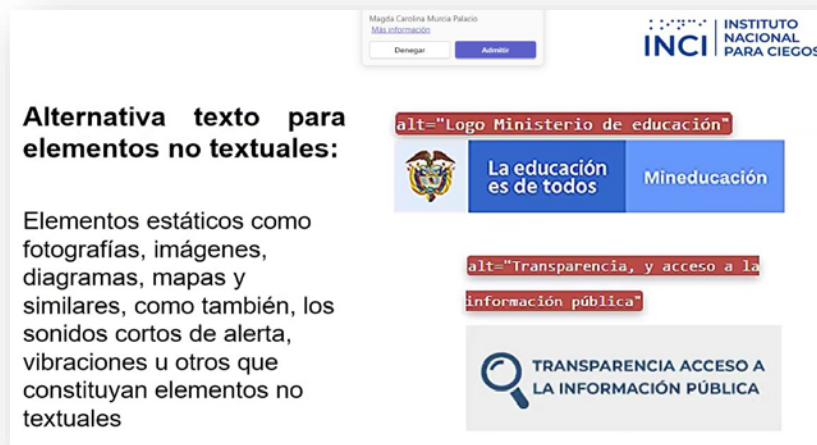 Magda Carolina Murcia Palacio
Más información
Denegar
Admitir
INCI
INSTITUTO
NACIONAL
PARA CIEGOS
Alternativa texto para
elementos no textuales:
Elementos estáticos como
fotografías, imágenes,
diagramas, mapas y
similares, como también, los
sonidos cortos de alerta,
vibraciones u otros que
constituyan elementos no
textuales
alt="Logo Ministerio de educación"
La educación
es de todos
Mineducación
alt="Transparencia, y acceso a la
información pública"
TRANSPARENCIA ACCESO A
LA INFORMACIÓN PÚBLICA